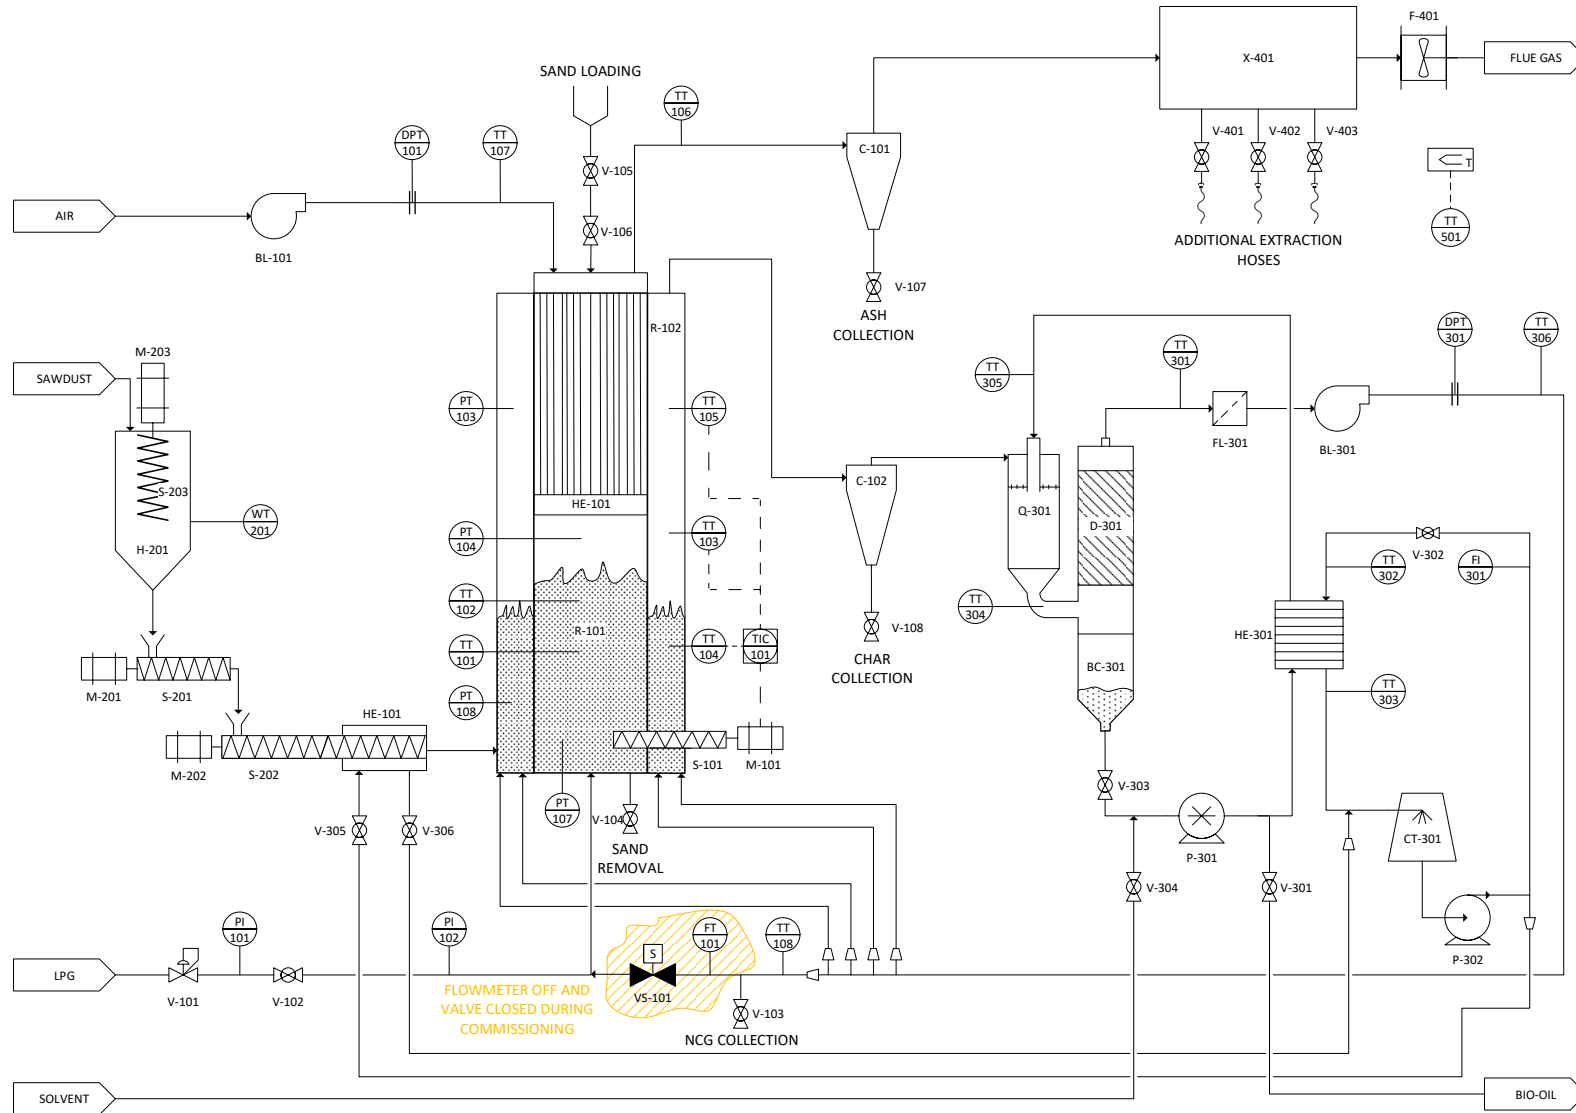 F-401
X-401
FLUE GAS
SAND LOADING
TT
106
DPT
101
TT
107
C-101
V-401
V-402
V-403
T
V-105
AIR
V-106
TT
501
ADDITIONAL EXTRACTION
HOSES
BL-101
V-107
ASH
COLLECTION
R-102
DPT
301
TT
306
M-203
TT
301
SAWDUST
TT
305
PT
103
TT
105
FL-301
BL-301
S-203
C-102
Q-301
HE-101
WT
201
D-301
PT
104
TT
103
H-201
V-302
TT
302
FI
301
TT
102
TT
304
V-108
R-101
HE-301
TT
101
TT
104
TIC
101
CHAR
COLLECTION
BC-301
M-201
S-201
TT
303
PT
108
HE-101
M-202
S-202
S-101
M-101
V-303
PT
107
V-305
V-306
V-104
SAND
REMOVAL
P-301
CT-301
V-304
V-301
PI
101
PI
102
FT
101
TT
108
S
LPG
P-302
V-101
V-102
FLOWMETER OFF AND
VALVE CLOSED DURING
COMMISSIONING
VS-101
V-103
NCG COLLECTION
SOLVENT
BIO-OIL